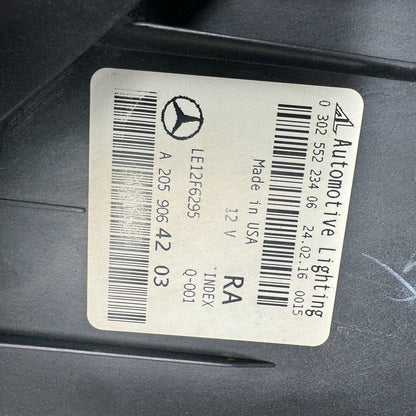 AL Automotive Lighting
0 302 552 234 06 24.02.16 0015
Made in USA
12 V RA
LE12F6295 'INDEX
Q-001
A 205 906 42 03